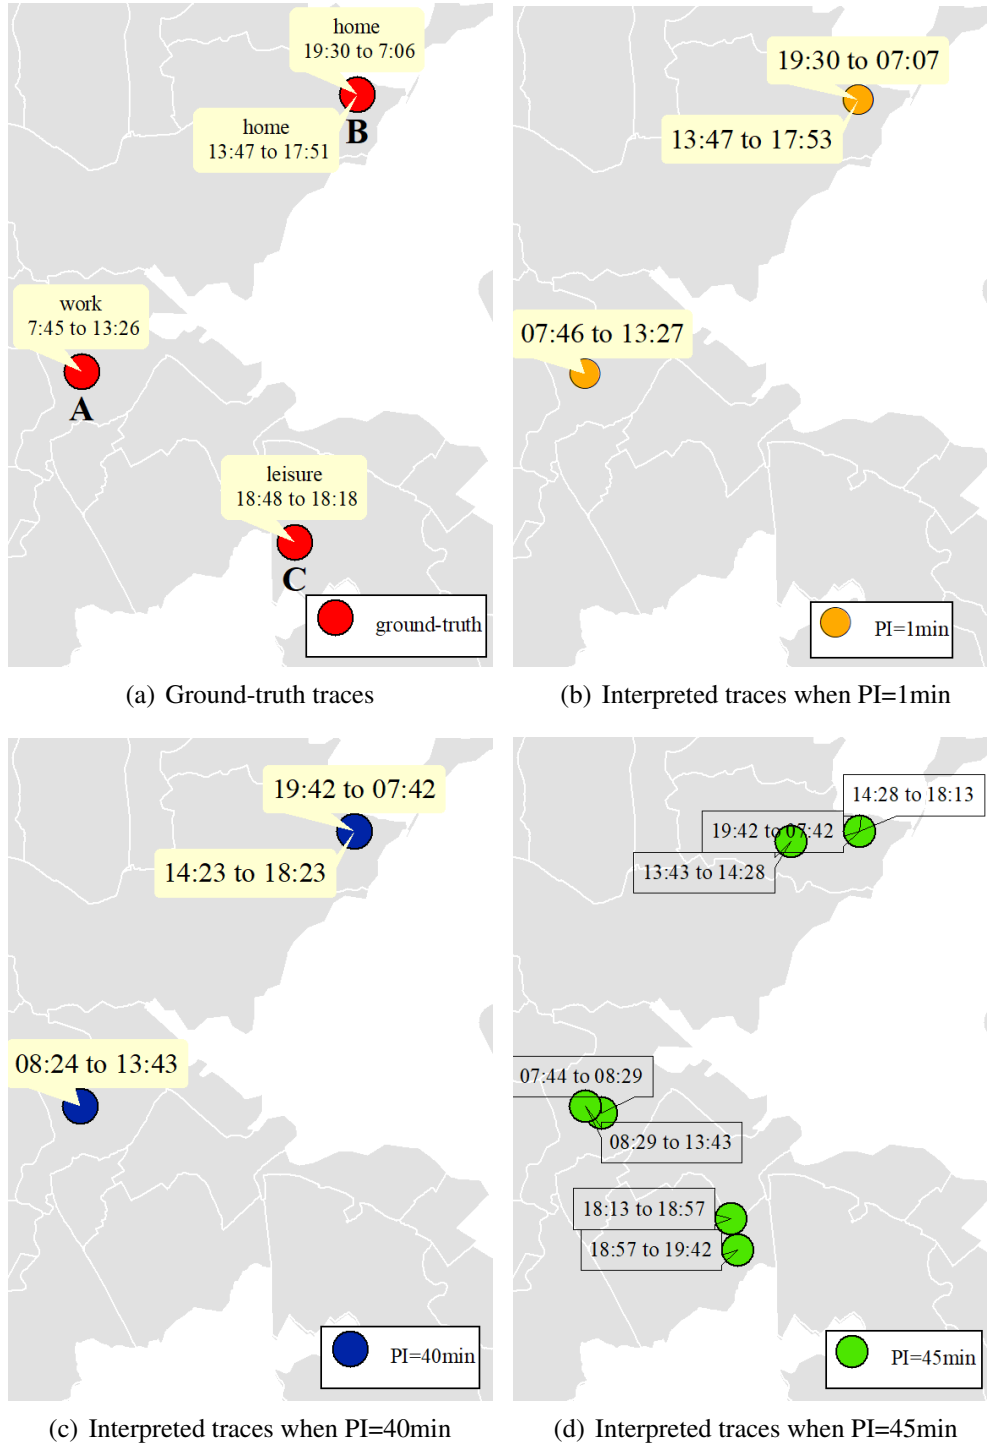 home
19:30 to 7:06
home
13:47 to 17:51
B
work
7:45 to 13:26
A
leisure
18:48 to 18:18
C
ground-truth
(a) Ground-truth traces
19:30 to 07:07
13:47 to 17:53
07:46 to 13:27
PI=1min
(b) Interpreted traces when PI=1min
19:42 to 07:42
14:23 to 18:23
08:24 to 13:43
PI=40min
(c) Interpreted traces when PI=40min
14:28 to 18:13
19:42 to 07:42
13:43 to 14:28
07:44 to 08:29
08:29 to 13:43
18:13 to 18:57
18:57 to 19:42
PI=45min
(d) Interpreted traces when PI=45min